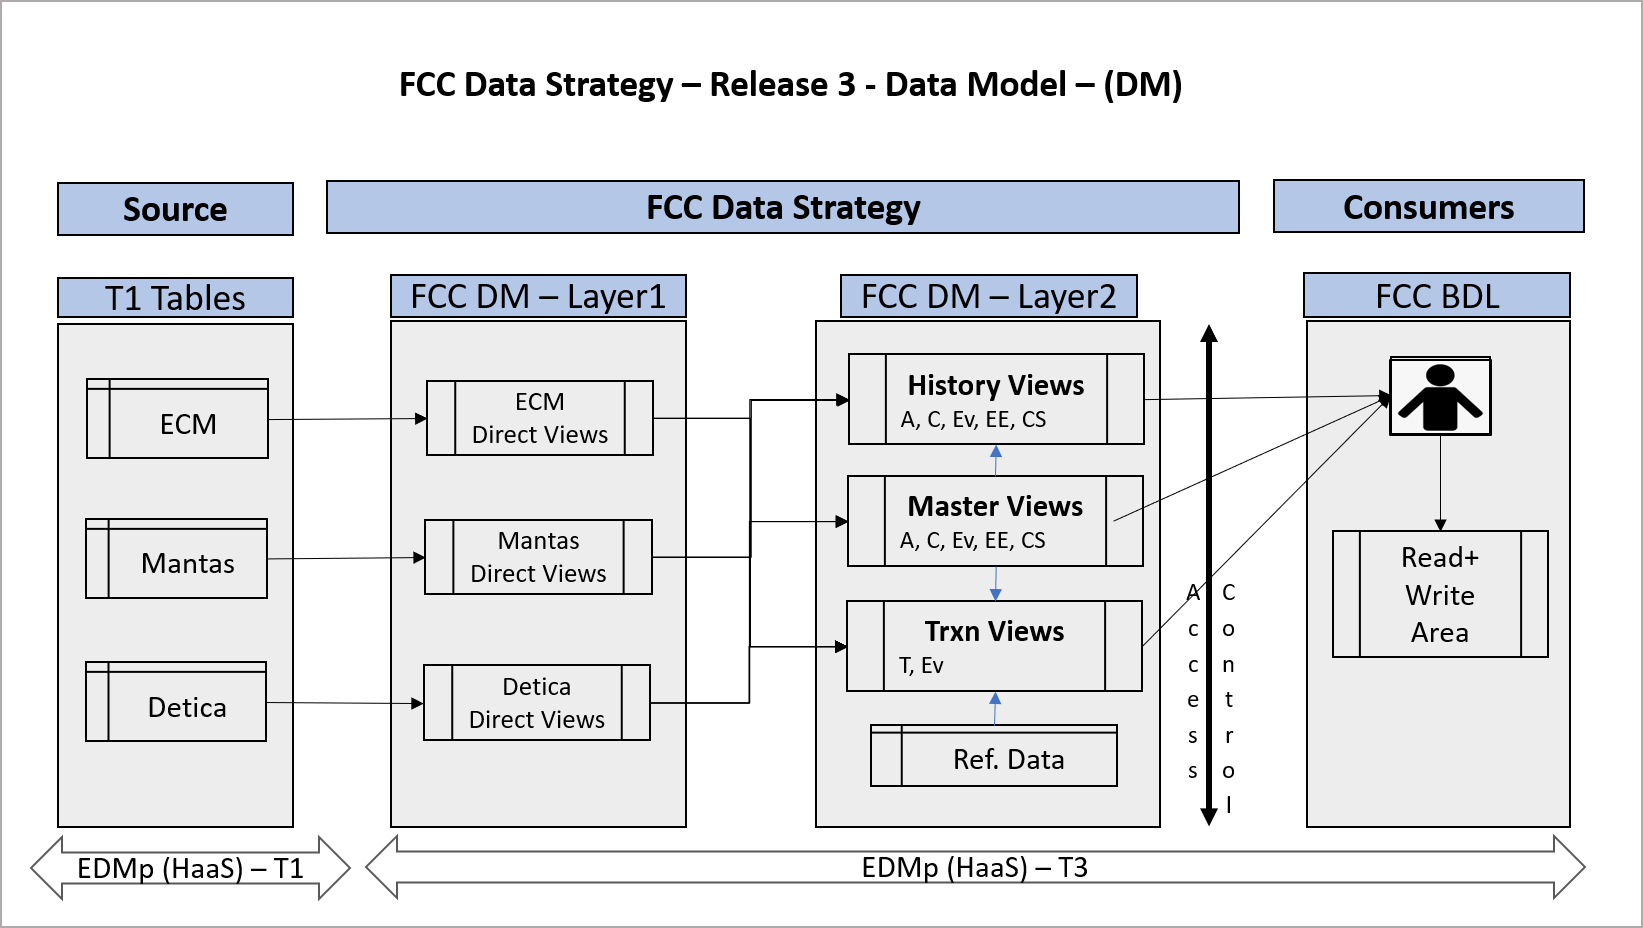 FCC Data Strategy – Release 3 - Data Model – (DM)
Source
FCC Data Strategy
Consumers
T1 Tables
FCC DM – Layer1
FCC DM – Layer2
FCC BDL
ECM
Mantas
Detica
ECM
Direct Views
Mantas
Direct Views
Detica
Direct Views
History Views
A, C, Ev, EE, CS
Master Views
A, C, Ev, EE, CS
Trxn Views
T, Ev
Ref. Data
Access
Control
Read+
Write
Area
EDMp (HaaS) – T1
EDMp (HaaS) – T3